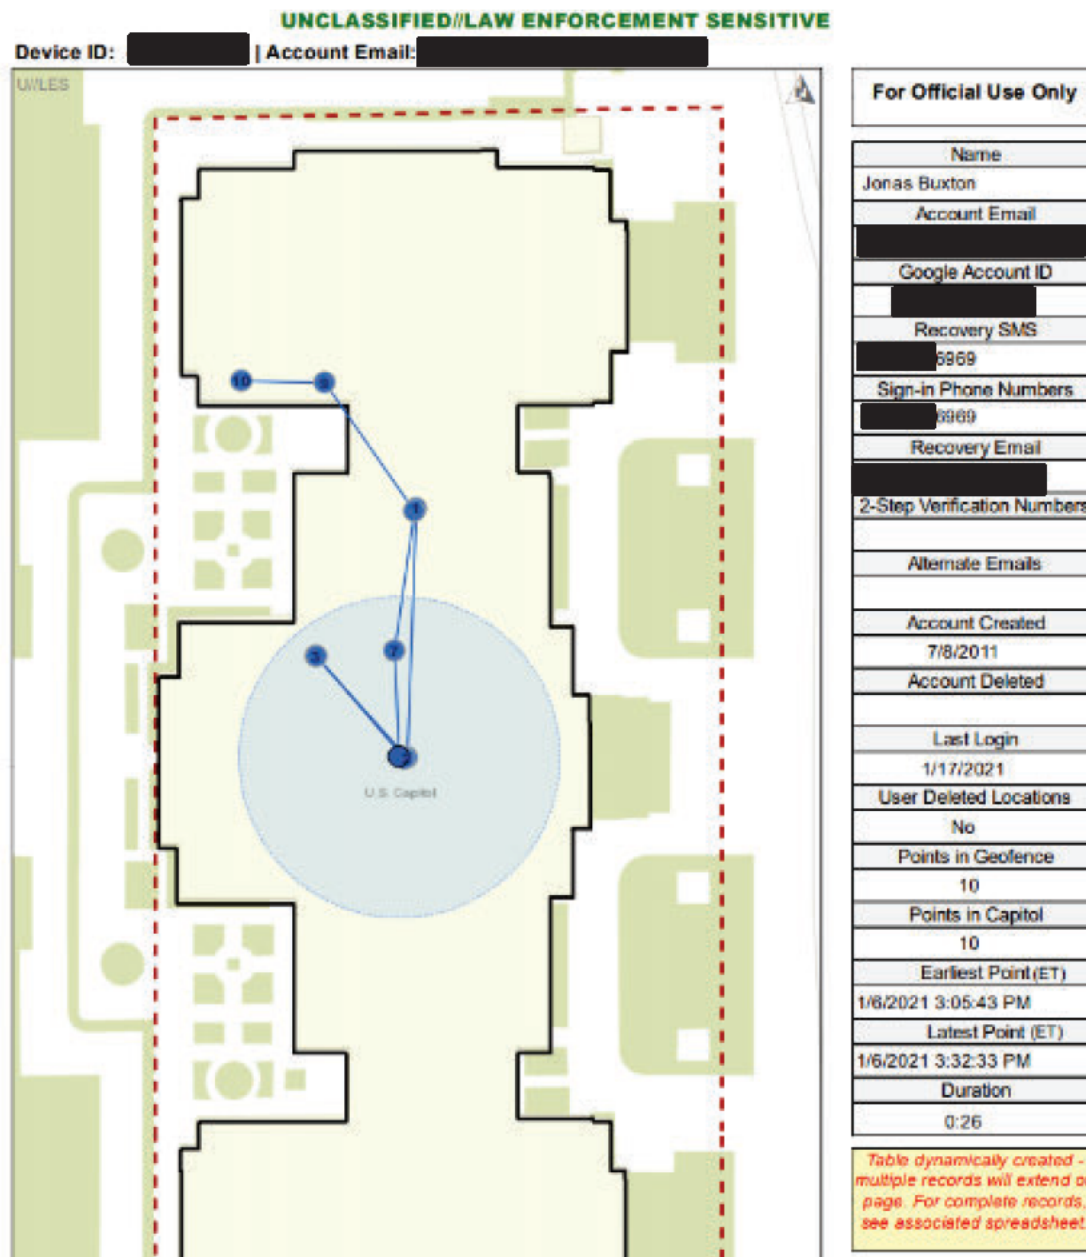 UNCLASSIFIED//LAW ENFORCEMENT SENSITIVE
Device ID: | Account Email:
U//LES
For Official Use Only
Name
Jonas Buxton
Account Email
Google Account ID
Recovery SMS
6969
Sign-in Phone Numbers
6969
Recovery Email
2-Step Verification Numbers
Alternate Emails
Account Created
7/8/2011
Account Deleted
Last Login
1/17/2021
User Deleted Locations
No
Points in Geofence
10
Points in Capitol
10
Earliest Point (ET)
1/6/2021 3:05:43 PM
Latest Point (ET)
1/6/2021 3:32:33 PM
Duration
0:26
Table dynamically created -
multiple records will extend
page. For complete records,
see associated spreadsheet.
10
1
7
U.S. Capitol